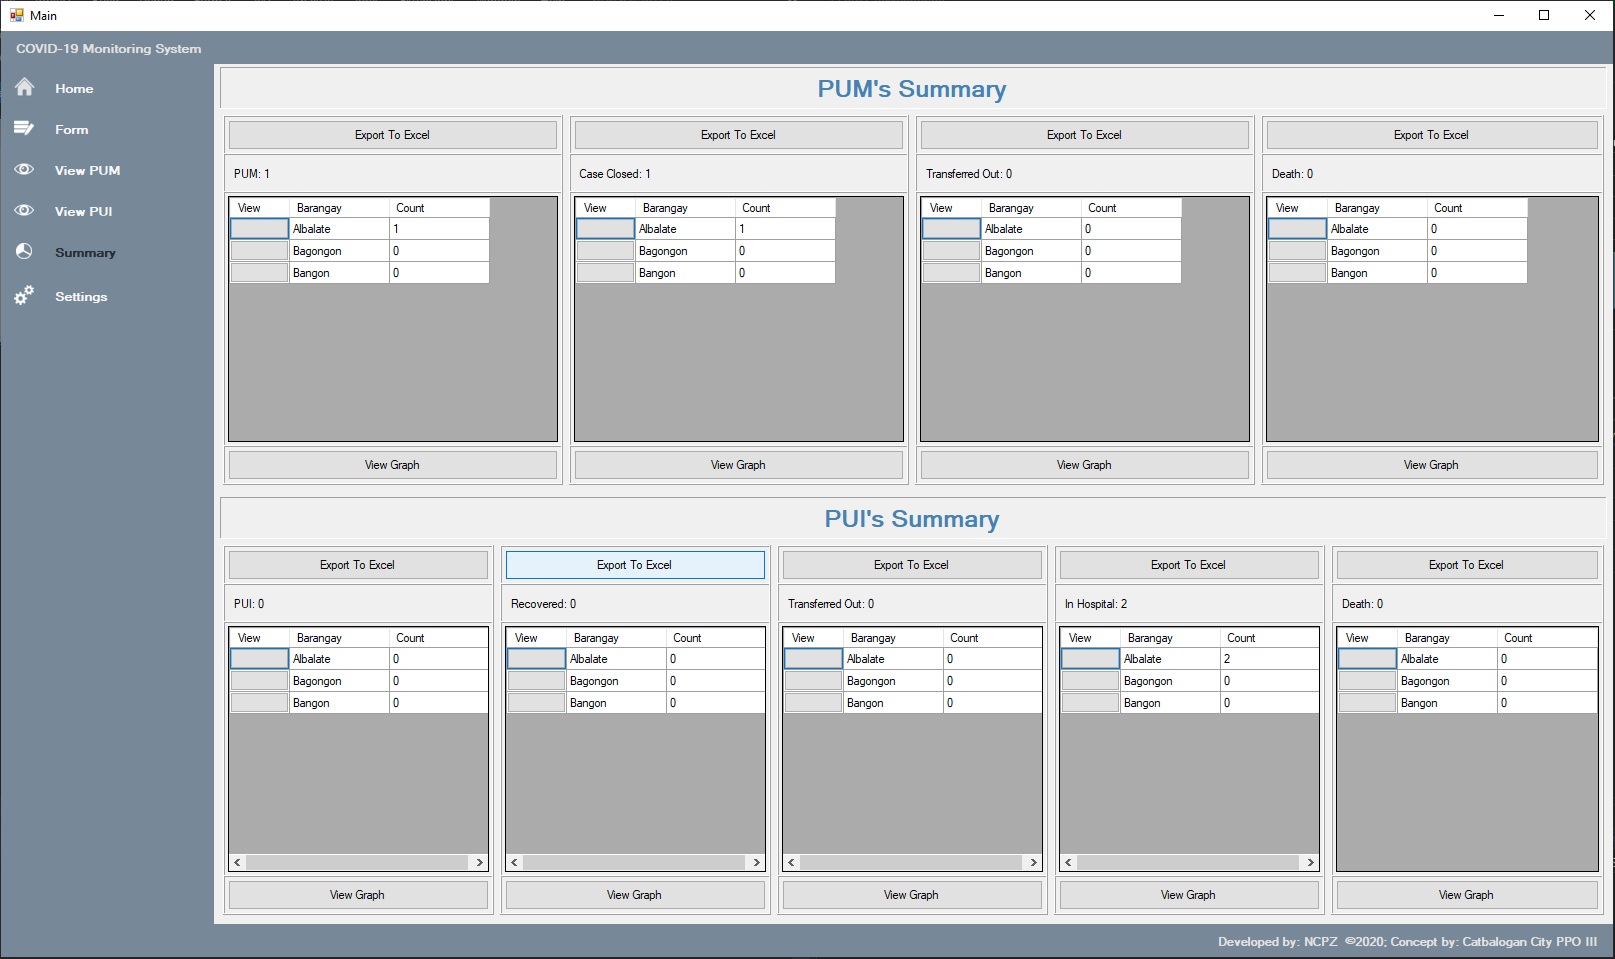 Main
COVID-19 Monitoring System
Home
Form
View PUM
View PUI
Summary
Settings
PUM's Summary
Export To Excel Export To Excel Export To Excel Export To Excel
PUM: 1 Case Closed: 1 Transferred Out: 0 Death: 0
View Barangay Count View Barangay Count View Barangay Count View Barangay Count
Albalate 1 Albalate 1 Albalate 0 Albalate 0
Bagongon 0 Bagongon 0 Bagongon 0 Bagongon 0
Bangon 0 Bangon 0 Bangon 0 Bangon 0
View Graph View Graph View Graph View Graph
PUI's Summary
Export To Excel Export To Excel Export To Excel Export To Excel Export To Excel
PUI: 0 Recovered: 0 Transferred Out: 0 In Hospital: 2 Death: 0
View Barangay Count View Barangay Count View Barangay Count View Barangay Count View Barangay Count
Albalate 0 Albalate 0 Albalate 0 Albalate 2 Albalate 0
Bagongon 0 Bagongon 0 Bagongon 0 Bagongon 0 Bagongon 0
Bangon 0 Bangon 0 Bangon 0 Bangon 0 Bangon 0
View Graph View Graph View Graph View Graph View Graph
Developed by: NCPZ ©2020; Concept by: Catbalogan City PPO III